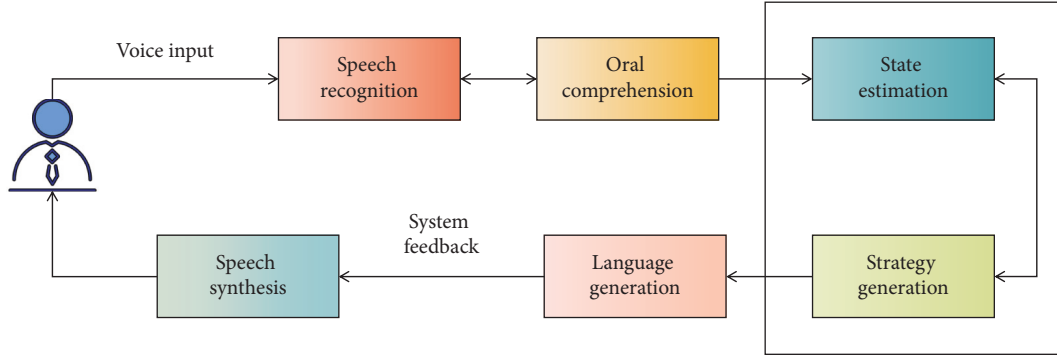 Voice input
Speech
recognition
Oral
comprehension
State
estimation
System
feedback
Speech
synthesis
Language
generation
Strategy
generation